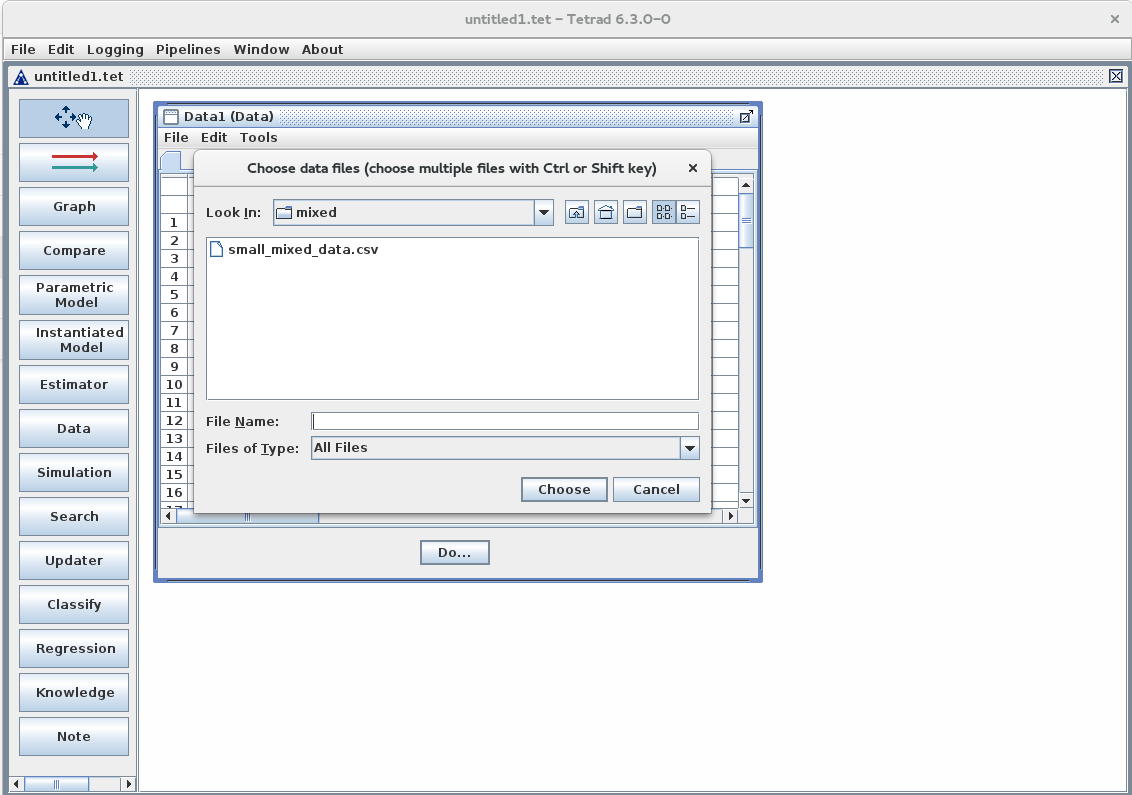 untitled1.tet – Tetrad 6.3.0-0
File Edit Logging Pipelines Window About
untitled1.tet
Graph
Compare
Parametric
Model
Instantiated
Model
Estimator
Data
Simulation
Search
Updater
Classify
Regression
Knowledge
Note
Data1 (Data)
File Edit Tools
1
2
3
4
5
6
7
8
9
10
11
12
13
14
15
16
Choose data files (choose multiple files with Ctrl or Shift key)
Look In: mixed
small_mixed_data.csv
File Name:
Files of Type: All Files
Choose Cancel
Do...